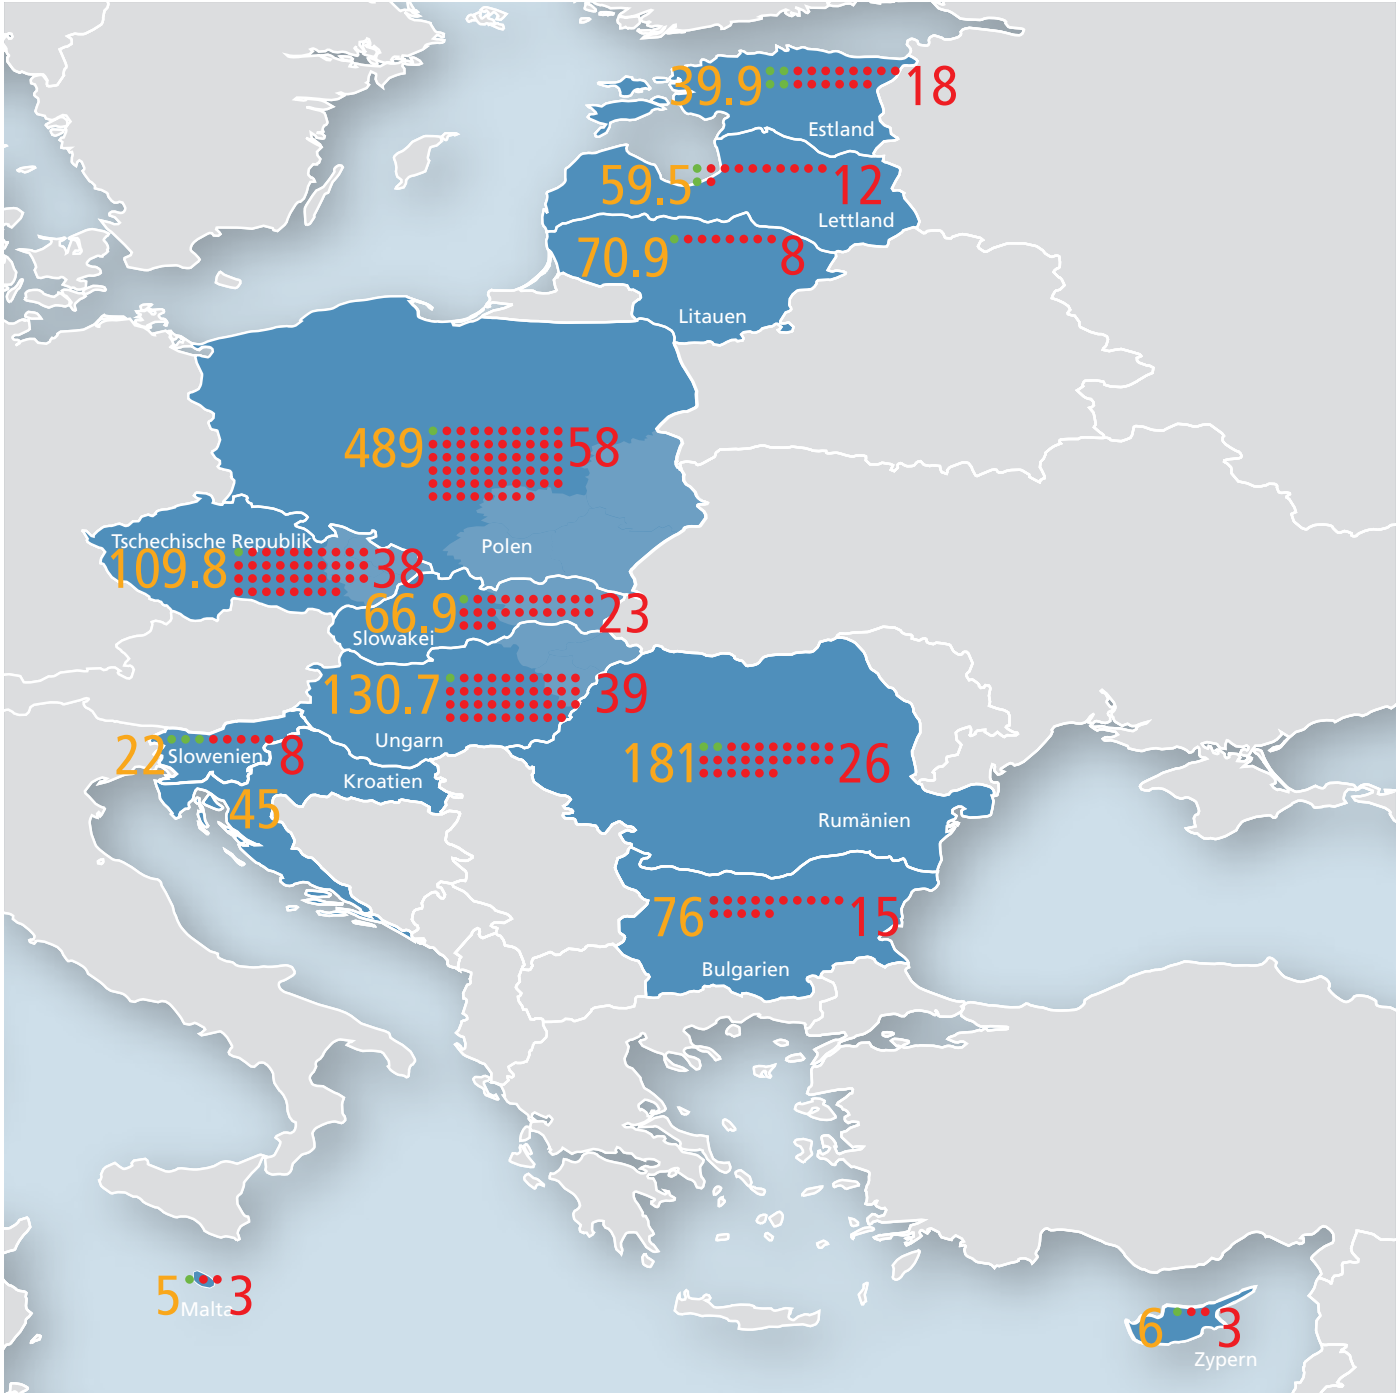 39.9 18
Estland
59.5 12
Lettland
70.9 8
Litauen
489 58
Polen
Tschechische Republik
109.8 38
66.9 23
Slowakei
130.7 39
Ungarn
22 Slowenien 8
Kroatien
45
181 26
Rumänien
76 15
Bulgarien
5 3
Malta
6 3
Zypern